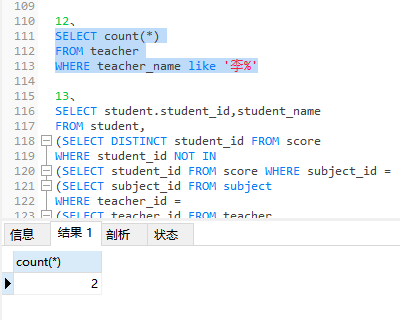 109
110 12、
111 SELECT count(*)
112 FROM teacher
113 WHERE teacher_name like '李%'
114
115 13、
116 SELECT student.student_id,student_name
117 FROM student,
118 (SELECT DISTINCT student_id FROM score
119 WHERE student_id NOT IN
120 (SELECT student_id FROM score WHERE subject_id =
121 (SELECT subject_id FROM subject
122 WHERE teacher_id =
123 (SELECT teacher_id FROM teacher
信息 结果 1 剖析 状态
count(*)
2